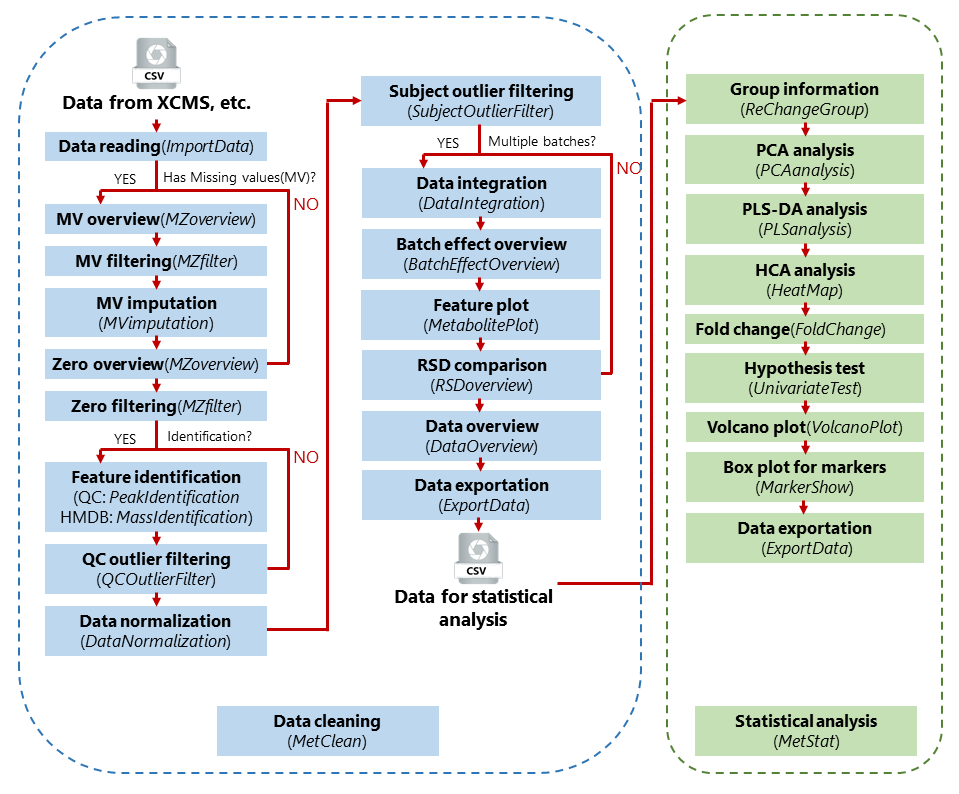 CSV
Data from XCMS, etc.
Data reading(ImportData)
YES
Has Missing values(MV)?
NO
MV overview(MZoverview)
MV filtering(MZfilter)
MV imputation
(MVimputation)
Zero overview(MZoverview)
Zero filtering(MZfilter)
YES
Identification?
NO
Feature identification
(QC: PeakIdentification
HMDB: MassIdentification)
QC outlier filtering
(QCOutlierFilter)
Data normalization
(DataNormalization)
Subject outlier filtering
(SubjectOutlierFilter)
YES
Multiple batches?
NO
Data integration
(DataIntegration)
Batch effect overview
(BatchEffectOverview)
Feature plot
(MetabolitePlot)
RSD comparison
(RSDoverview)
Data overview
(DataOverview)
Data exportation
(ExportData)
CSV
Data for statistical
analysis
Data cleaning
(MetClean)
Group information
(ReChangeGroup)
PCA analysis
(PCAanalysis)
PLS-DA analysis
(PLSanalysis)
HCA analysis
(HeatMap)
Fold change(FoldChange)
Hypothesis test
(UnivariateTest)
Volcano plot(VolcanoPlot)
Box plot for markers
(MarkerShow)
Data exportation
(ExportData)
Statistical analysis
(MetStat)